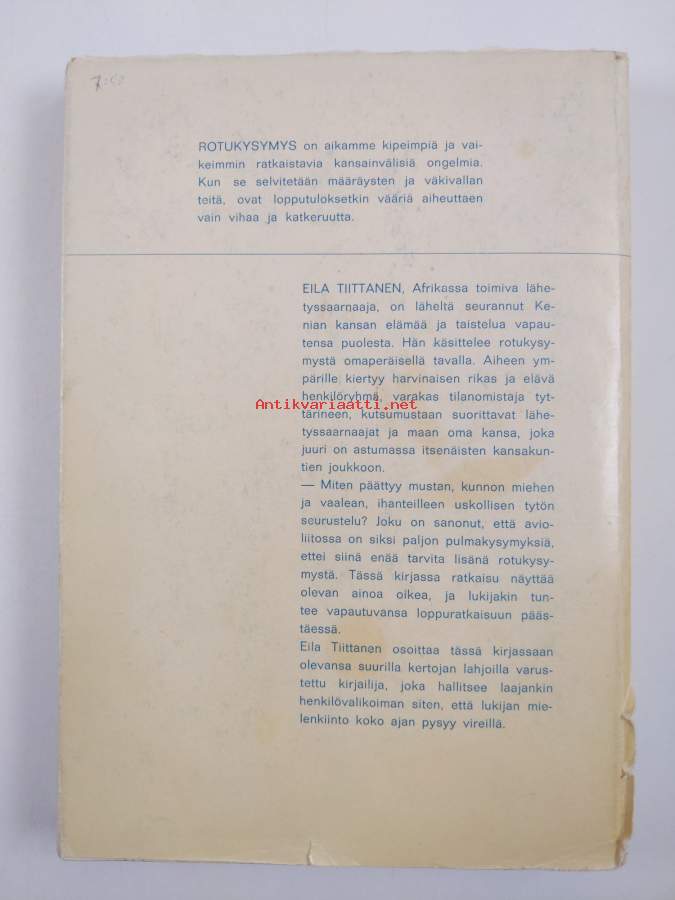 7:50
ROTUKYSYMYS on aikamme kipeimpiä ja vai-
keimmin ratkaistavia kansainvälisiä ongelmia.
Kun se selvitetään määräysten ja väkivallan
teitä, ovat lopputuloksetkin vääriä aiheuttaen
vain vihaa ja katkeruutta.
EILA TIITTANEN, Afrikassa toimiva lähe-
tyssaarnaaja, on läheltä seurannut Ke-
nian kansan elämää ja taistelua vapau-
tensa puolesta. Hän käsittelee rotukysy-
mystä omaperäisellä tavalla. Aiheen ym-
pärille kiertyy harvinaisen rikas ja elävä
henkilöryhmä, varakas tilanomistaja tyt-
Antikvariaatti.net
tärineen, kutsumustaan suorittavat lähe-
tyssaarnaajat ja maan oma kansa, joka
juuri on astumassa itsenäisten kansakun-
tien joukkoon.
— Miten päättyy mustan, kunnon miehen
ja vaalean, ihanteilleen uskollisen tytön
seurustelu? Joku on sanonut, että avio-
liitossa on siksi paljon pulmakysymyksiä,
ettei siinä enää tarvita lisänä rotukysy-
mystä. Tässä kirjassa ratkaisu näyttää
olevan ainoa oikea, ja lukijakin tun-
tee vapautuvansa loppuratkaisuun pääs-
täessä.
Eila Tiittanen osoittaa tässä kirjassaan
olevansa suurilla kertojan lahjoilla varus-
tettu kirjailija, joka hallitsee laajankin
henkilövalikoiman siten, että lukijan mie-
lenkiinto koko ajan pysyy vireillä.